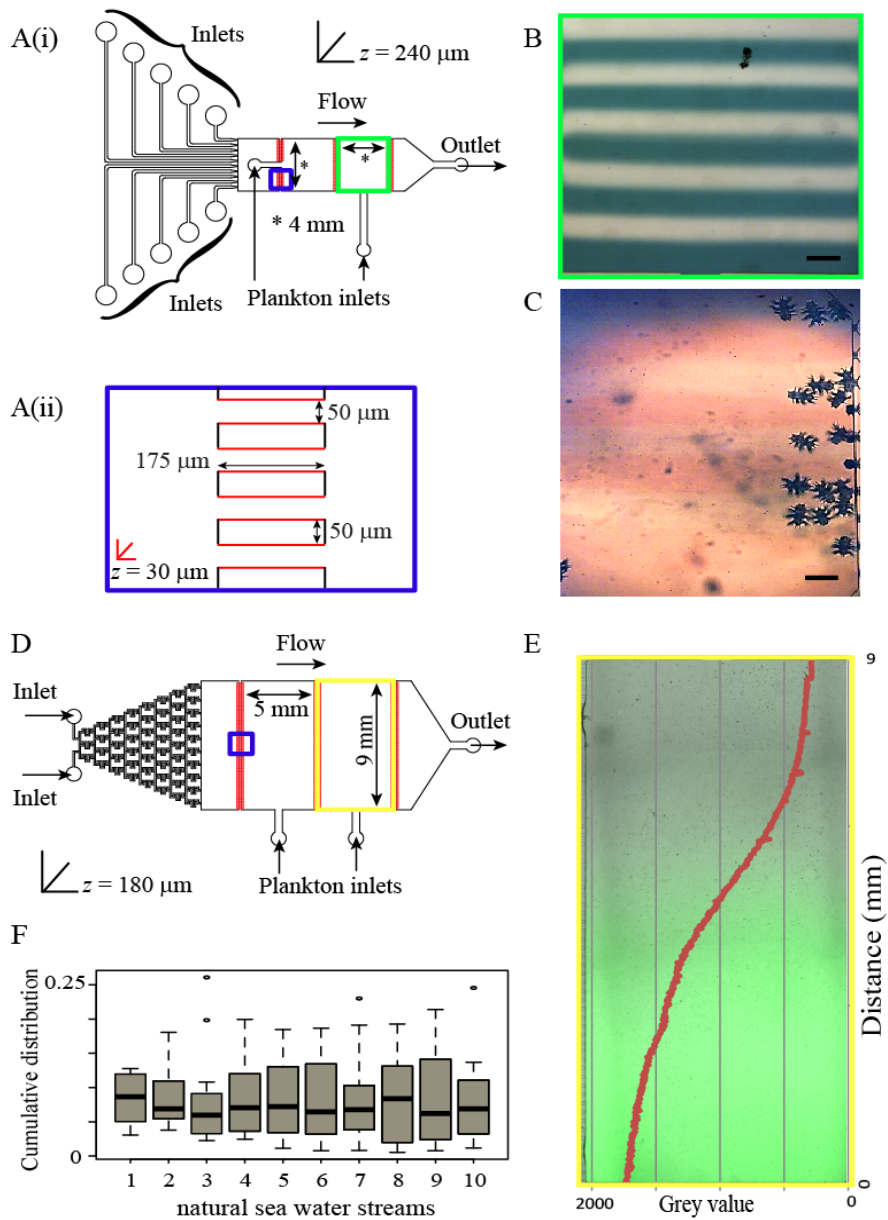 A(i)
Inlets
z = 240 μm
Flow
Outlet
*
*
* 4 mm
Inlets
Plankton inlets
B
C
A(ii)
50 μm
175 μm
50 μm
z = 30 μm
D
Flow
Inlet
5 mm
9 mm
Outlet
Inlet
Plankton inlets
z = 180 μm
E
9
Distance (mm)
0
2000
Grey value
0
F
0.25
Cumulative distribution
0
1 2 3 4 5 6 7 8 9 10
natural sea water streams